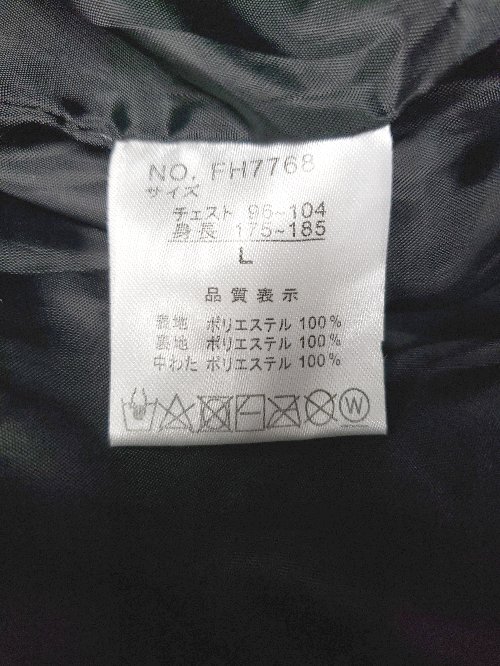 NO. FH7768
サイズ
チェスト 96~104
身長 175~185
L
品質表示
表地 ポリエステル 100%
裏地 ポリエステル 100%
中わた ポリエステル 100%
W